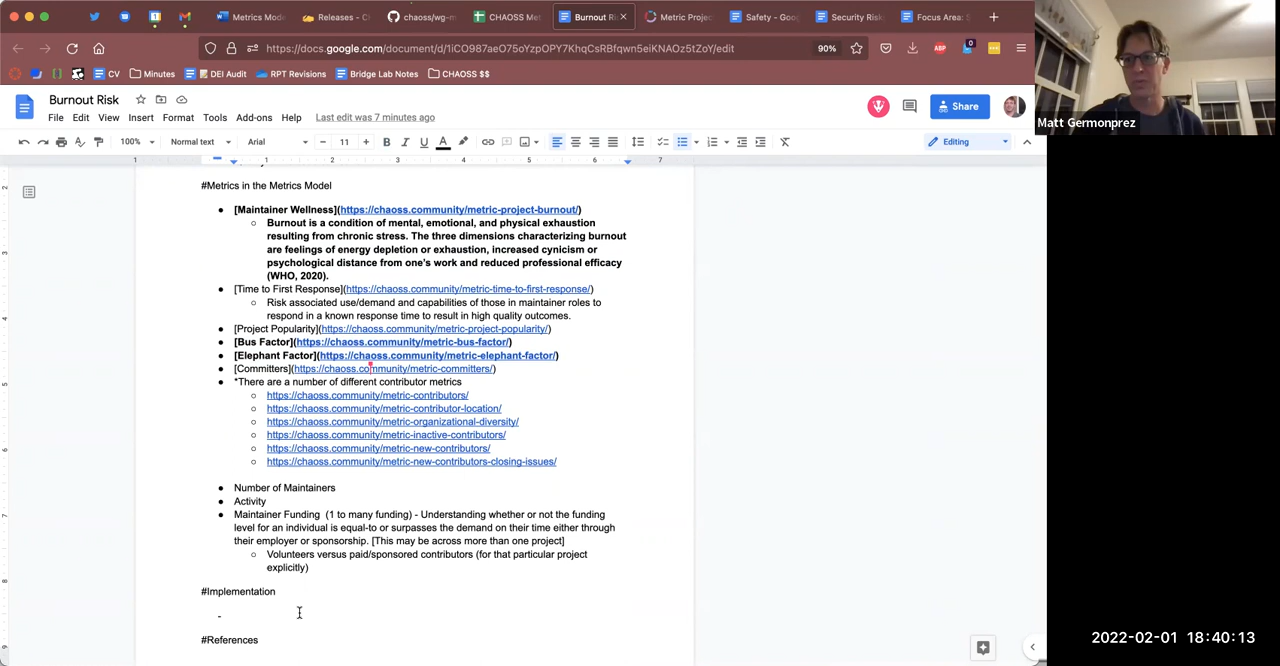 Metrics Mode
Releases - C
chaoss/wg-m
CHAOSS Met
Burnout Ri
Metric Proje
Safety - Goo
Security Risk
Focus Area: S
https://docs.google.com/document/d/1iCO987aeO75oYzpOPY7KhqCsRBfqwn5eiKNAOz5tZoY/edit
90%
ABP
0
CV
Minutes
DEI Audit
RPT Revisions
Bridge Lab Notes
CHAOSS $$
Matt Germonprez
Burnout Risk
File Edit View Insert Format Tools Add-ons Help Last edit was 7 minutes ago
Share
100% Normal text Arial 11 B I U A Editing
1 1 2 3 4 5 6 7
#Metrics in the Metrics Model
[Maintainer Wellness](https://chaoss.community/metric-project-burnout/)
Burnout is a condition of mental, emotional, and physical exhaustion
resulting from chronic stress. The three dimensions characterizing burnout
are feelings of energy depletion or exhaustion, increased cynicism or
psychological distance from one's work and reduced professional efficacy
(WHO, 2020).
[Time to First Response](https://chaoss.community/metric-time-to-first-response/)
Risk associated use/demand and capabilities of those in maintainer roles to
respond in a known response time to result in high quality outcomes.
[Project Popularity](https://chaoss.community/metric-project-popularity/)
[Bus Factor](https://chaoss.community/metric-bus-factor/)
[Elephant Factor](https://chaoss.community/metric-elephant-factor/)
[Committers](https://chaoss.community/metric-committers/)
*There are a number of different contributor metrics
https://chaoss.community/metric-contributors/
https://chaoss.community/metric-contributor-location/
https://chaoss.community/metric-organizational-diversity/
https://chaoss.community/metric-inactive-contributors/
https://chaoss.community/metric-new-contributors/
https://chaoss.community/metric-new-contributors-closing-issues/
Number of Maintainers
Activity
Maintainer Funding (1 to many funding) - Understanding whether or not the funding
level for an individual is equal-to or surpasses the demand on their time either through
their employer or sponsorship. [This may be across more than one project]
Volunteers versus paid/sponsored contributors (for that particular project
explicitly)
#Implementation
-
#References
2022-02-01 18:40:13